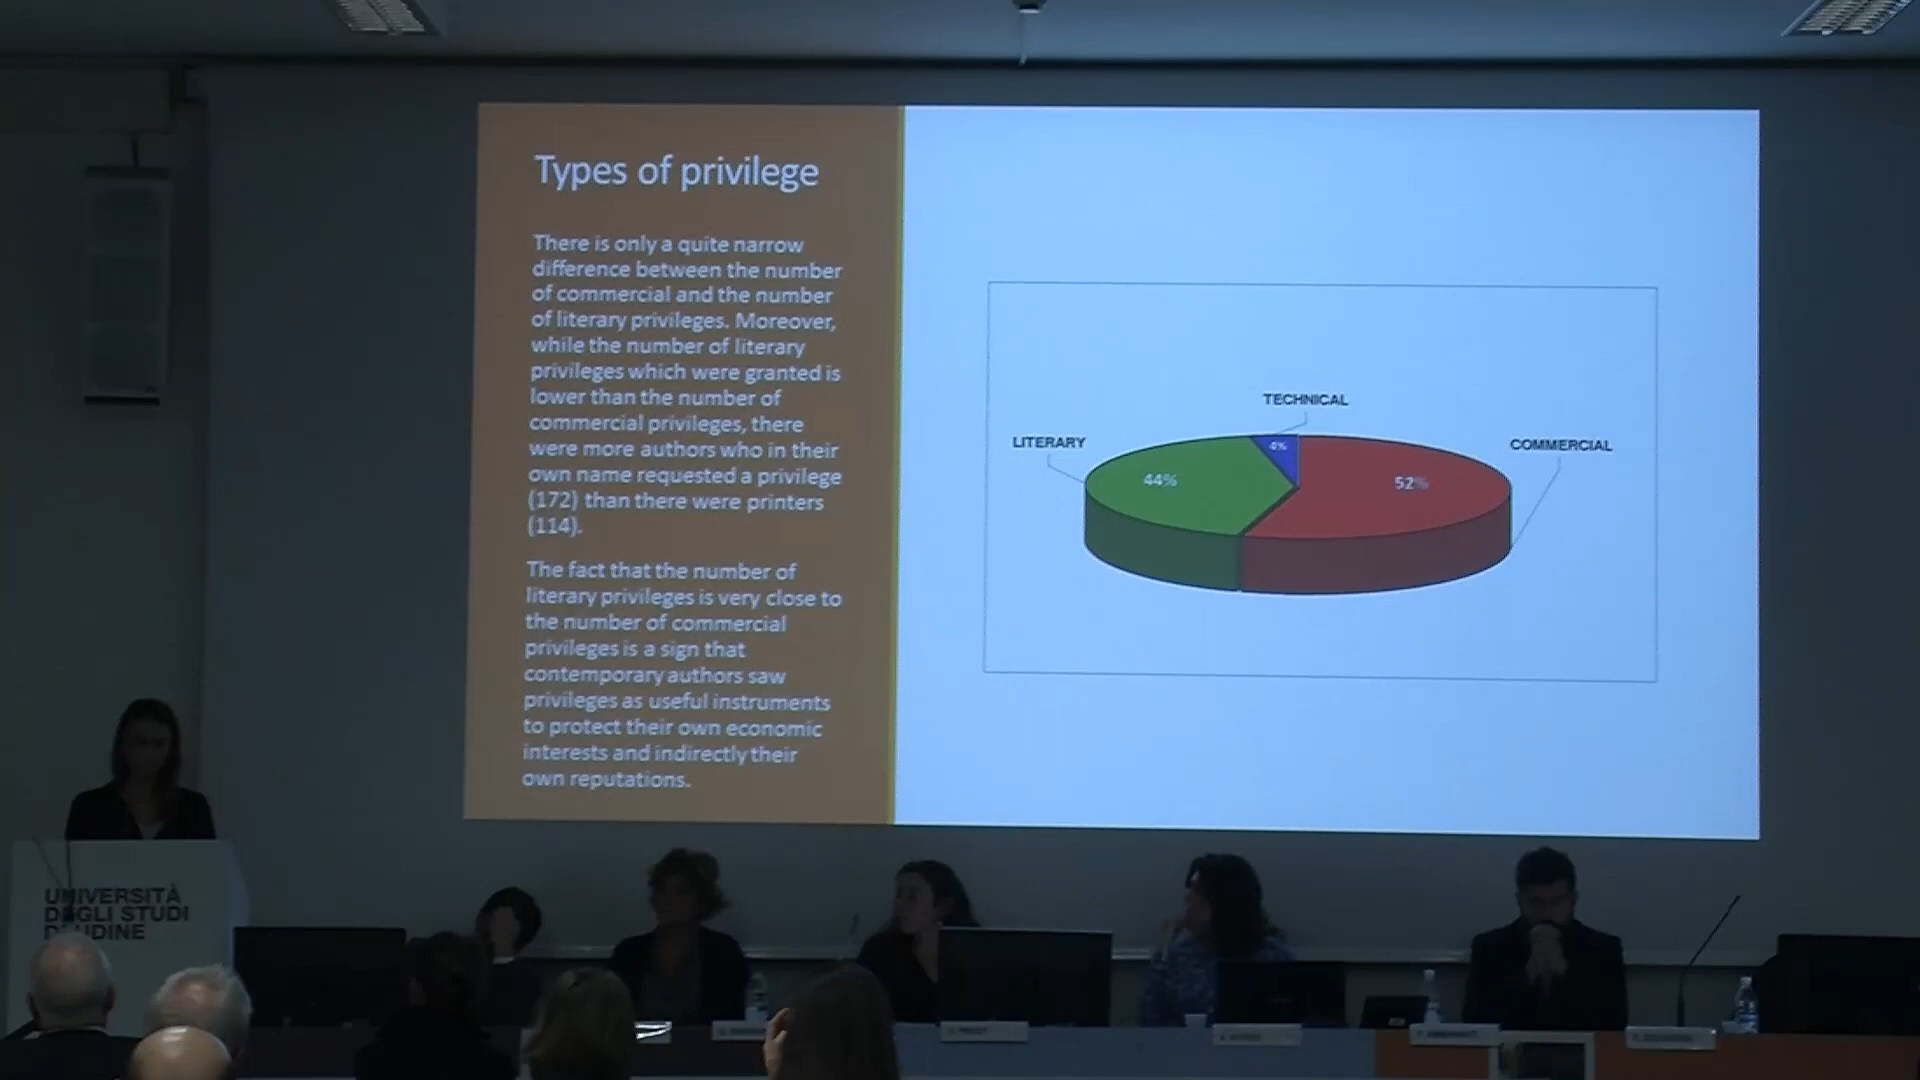 Types of privilege
There is only a quite narrow
difference between the number
of commercial and the number
of literary privileges. Moreover,
while the number of literary
privileges which were granted is
lower than the number of
commercial privileges, there
were more authors who in their
own name requested a privilege
(172) than there were printers
(114).
The fact that the number of
literary privileges is very close to
the number of commercial
privileges is a sign that
contemporary authors saw
privileges as useful instruments
to protect their own economic
interests and indirectly their
own reputations.
TECHNICAL
LITERARY
COMMERCIAL
4%
44%
52%
UNIVERSITÀ
DEGLI STUDI
DI UDINE